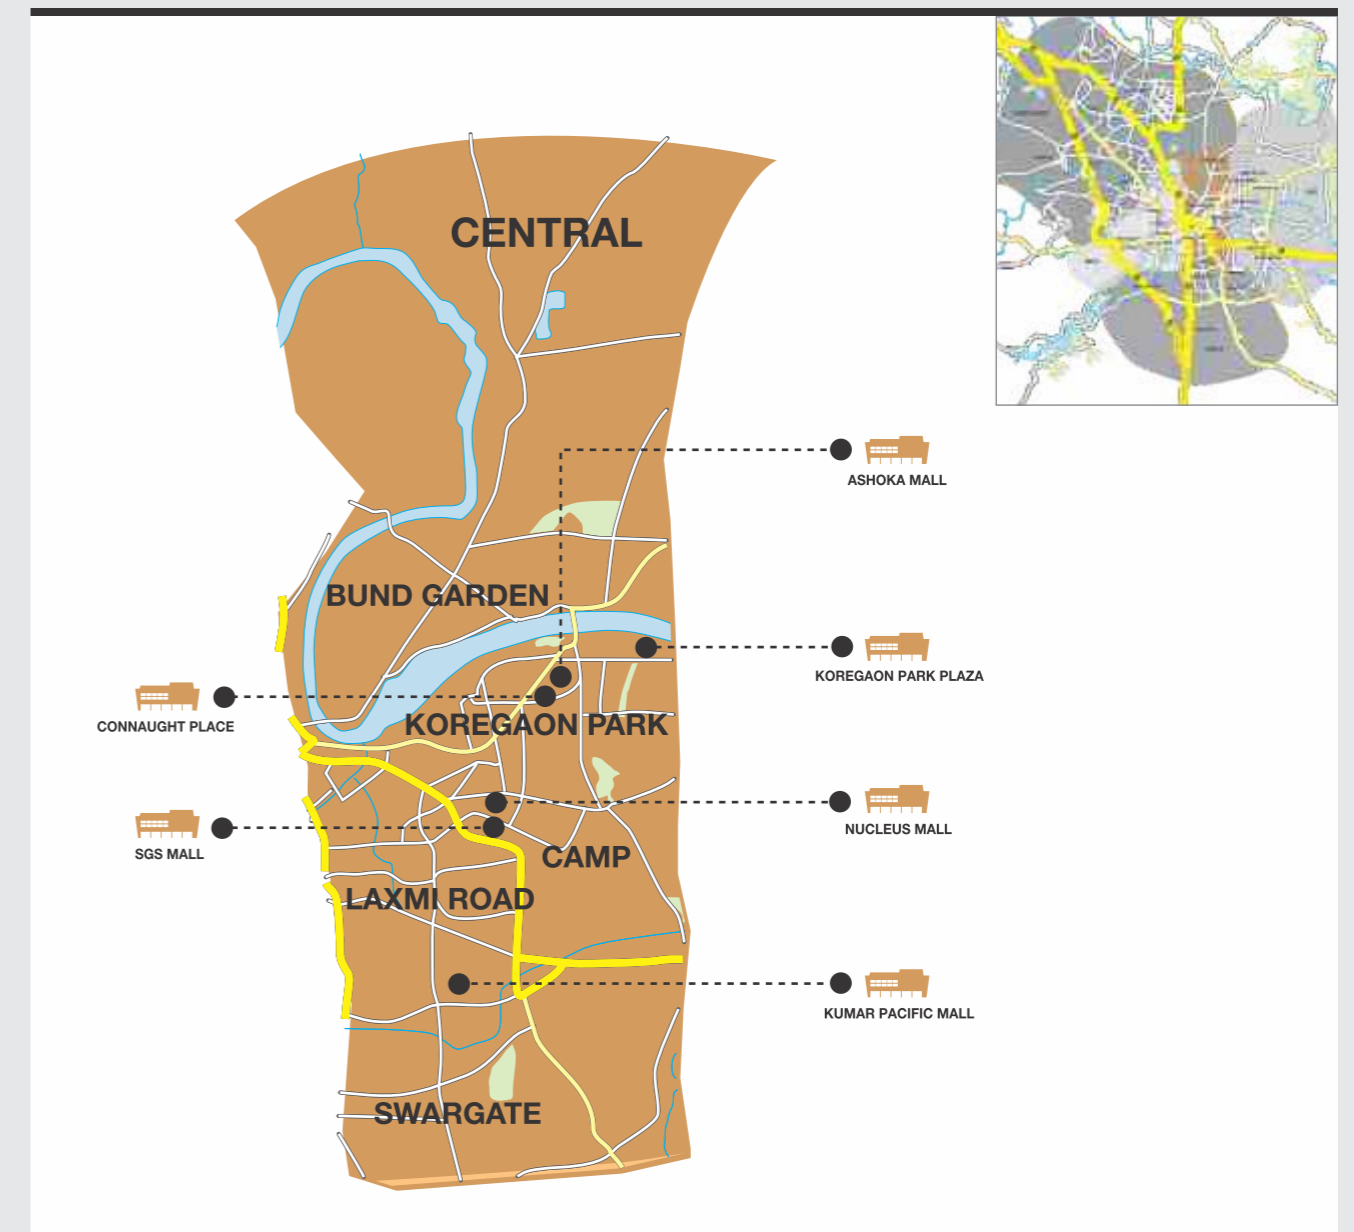 CENTRAL
ASHOKA MALL
BUND GARDEN
KOREGAON PARK PLAZA
CONNAUGHT PLACE
KOREGAON PARK
NUCLEUS MALL
SGS MALL
CAMP
LAXMI ROAD
KUMAR PACIFIC MALL
SWARGATE